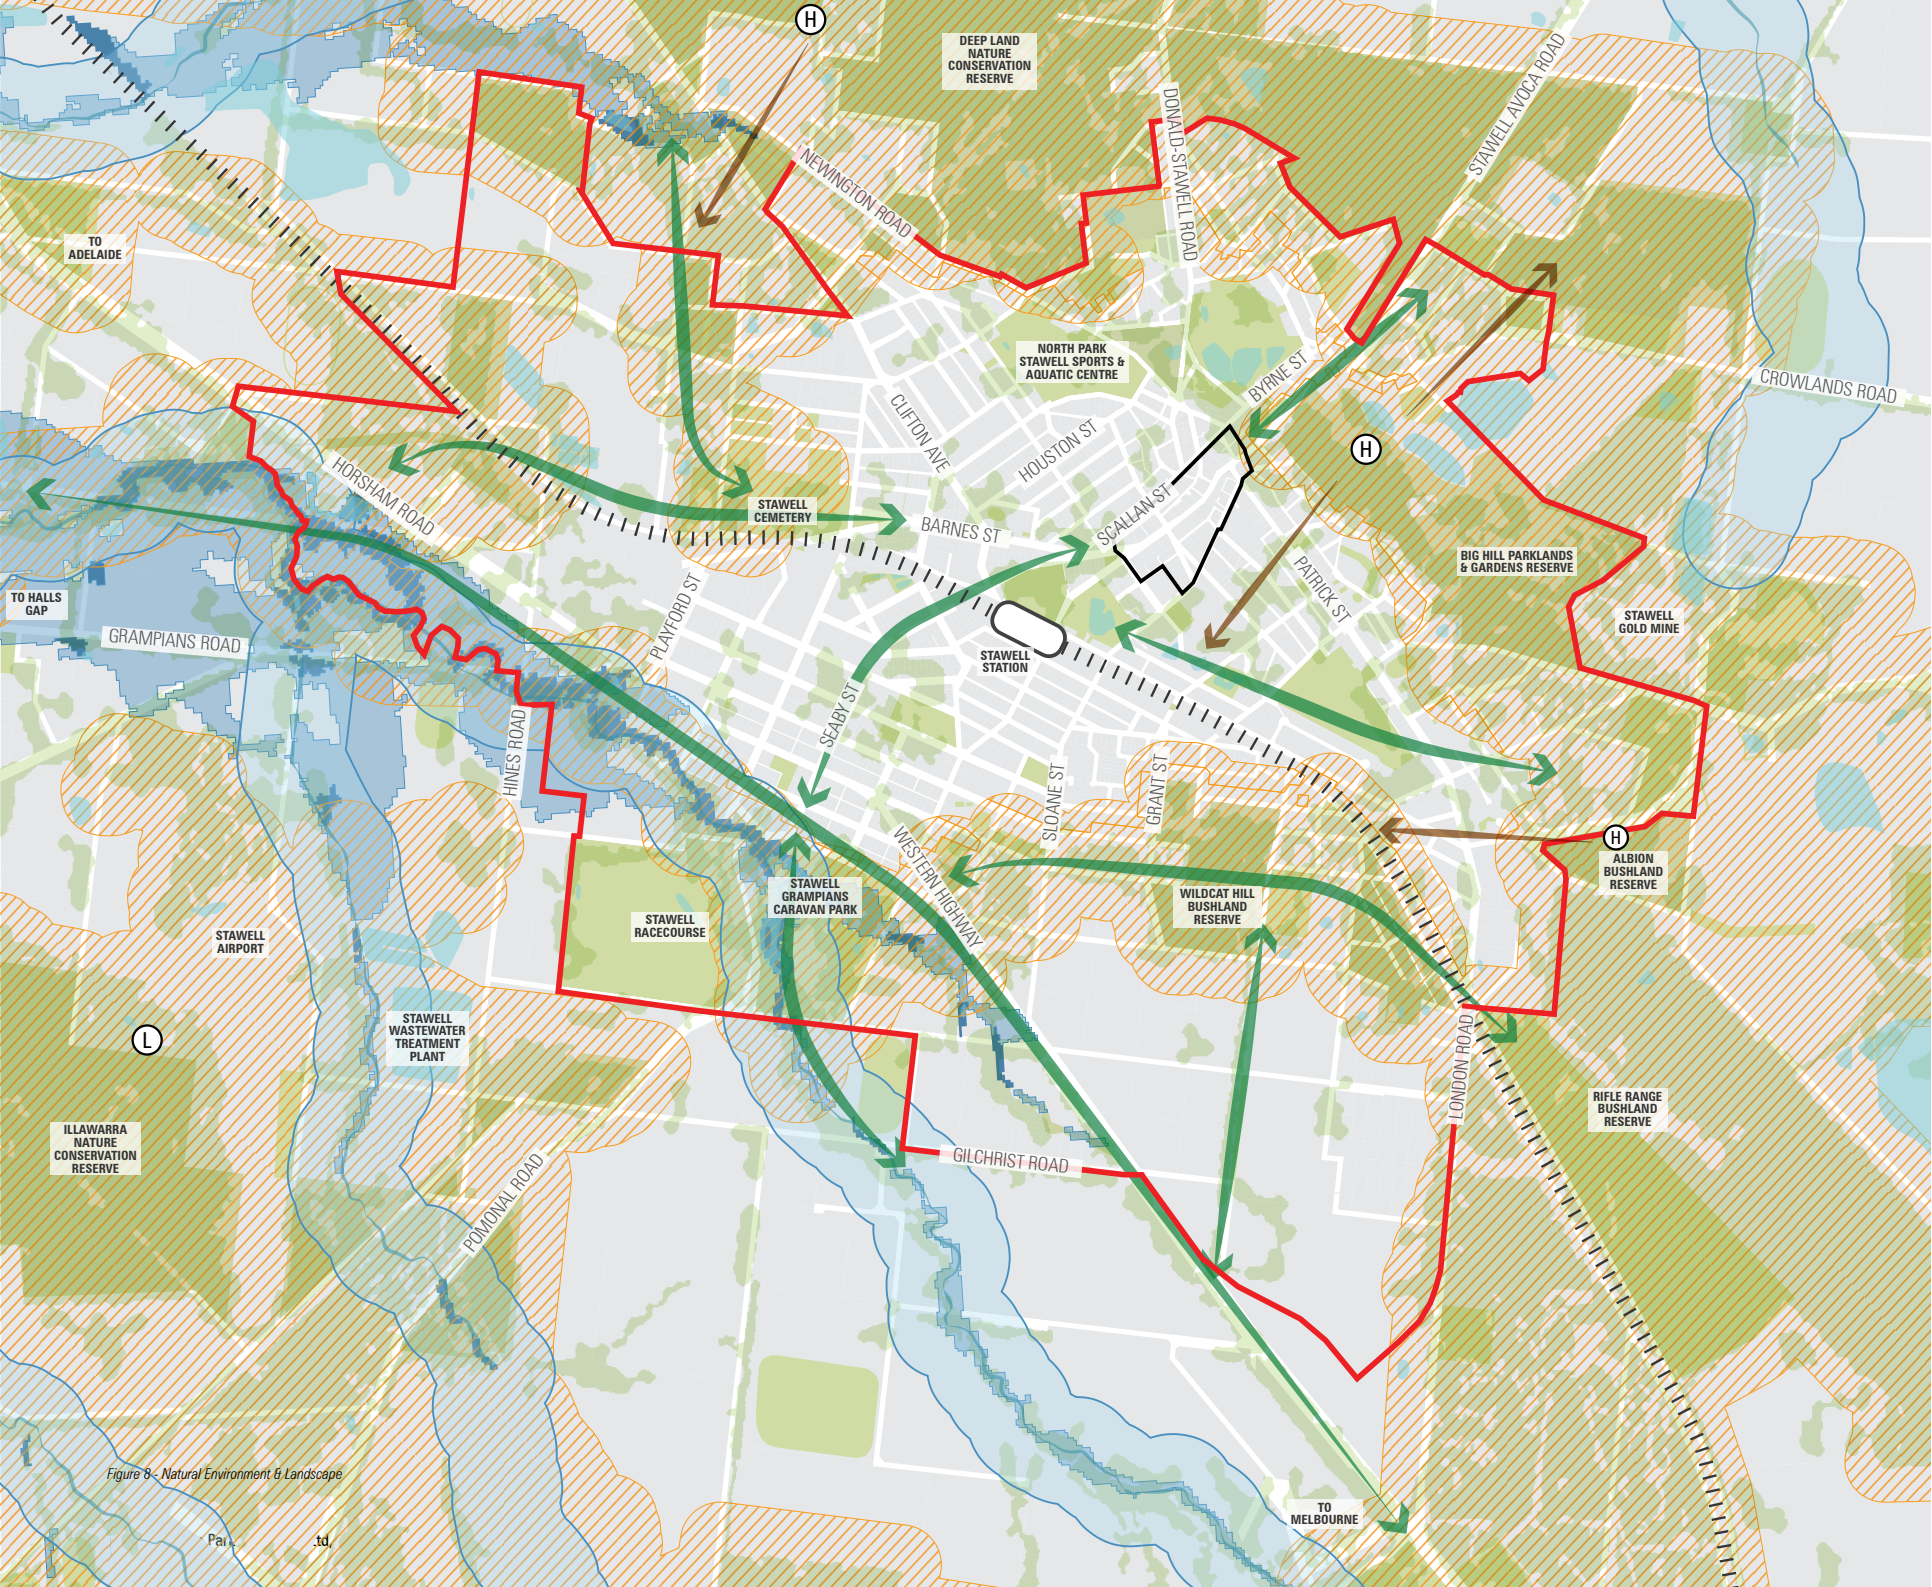 H
DEEP LAND
NATURE
CONSERVATION
RESERVE
STAWELL AVOCA ROAD
DONALD-STAWELL ROAD
NEWINGTON ROAD
TO
ADELAIDE
NORTH PARK
STAWELL SPORTS &
AQUATIC CENTRE
BYRNE ST
CROWLANDS ROAD
CLIFTON AVE
HOUSTON ST
H
HORSHAM ROAD
STAWELL
CEMETERY
BARNES ST
SCALLAN ST
PATRICK ST
BIG HILL PARKLANDS
& GARDENS RESERVE
TO HALLS
GAP
GRAMPIANS ROAD
PLAYFORD ST
STAWELL
GOLD MINE
STAWELL
STATION
SEABY ST
HINES ROAD
SLOANE ST
GRANT ST
WESTERN HIGHWAY
H
ALBION
BUSHLAND
RESERVE
STAWELL
GRAMPIANS
CARAVAN PARK
WILDCAT HILL
BUSHLAND
RESERVE
STAWELL
RACECOURSE
STAWELL
AIRPORT
L
STAWELL
WASTEWATER
TREATMENT
PLANT
LONDON ROAD
RIFLE RANGE
BUSHLAND
RESERVE
ILLAWARRA
NATURE
CONSERVATION
RESERVE
GILCHRIST ROAD
POMONAL ROAD
Figure 8 - Natural Environment & Landscape
TO
MELBOURNE